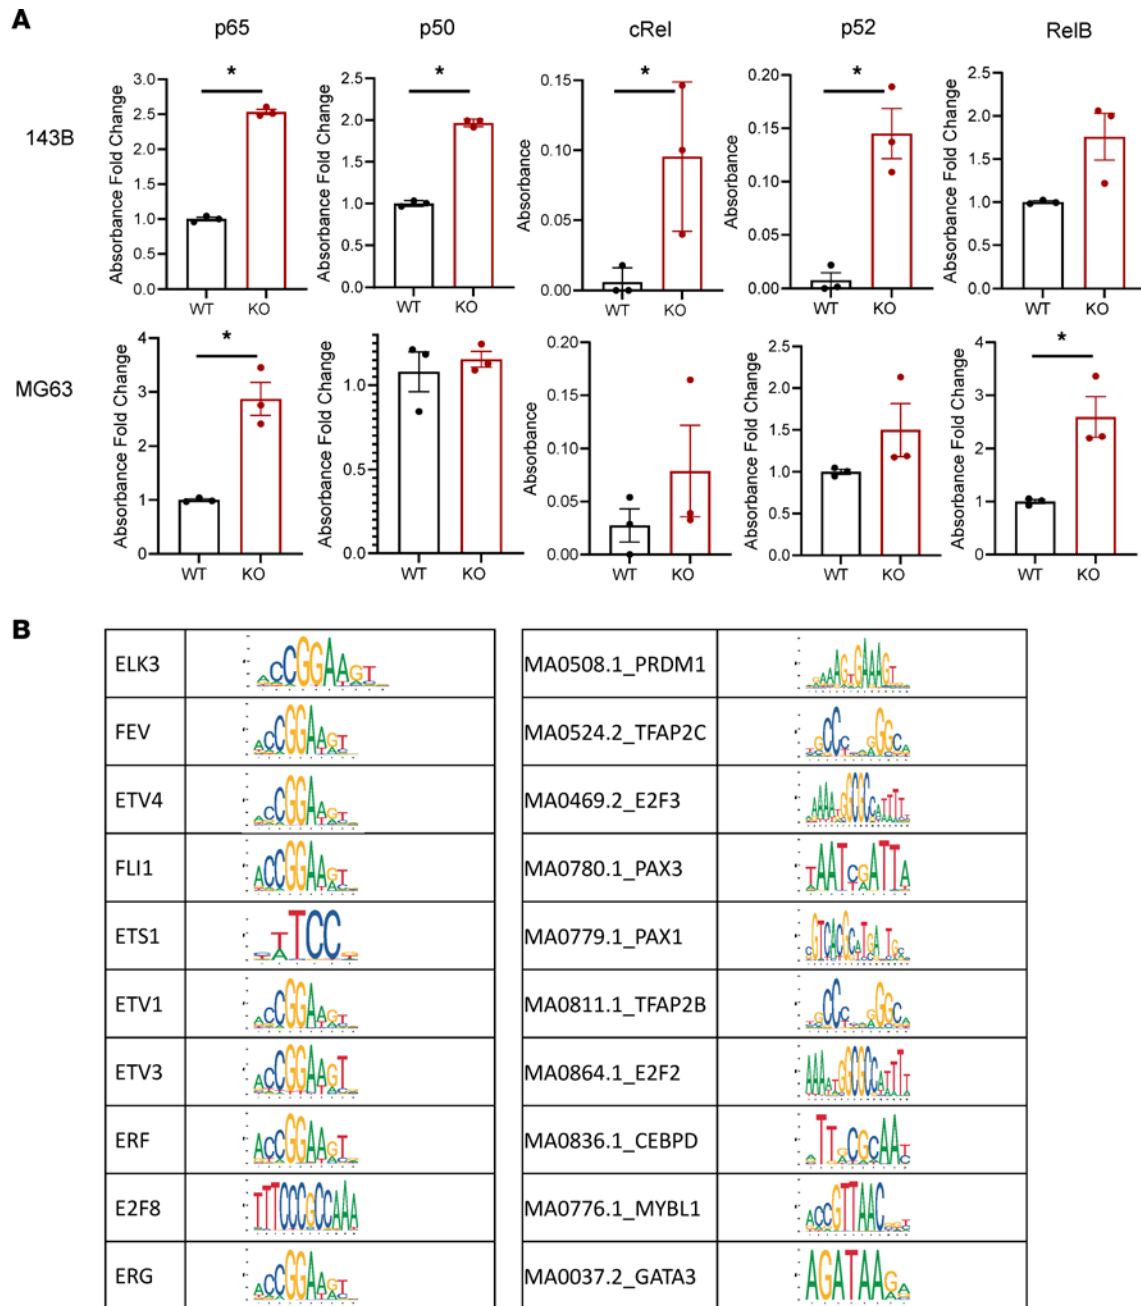 A
p65 p50 cRel p52 RelB
143B
Absorbance Fold Change
3.0
2.5
2.0
1.5
1.0
0.5
0.0
*
WT KO
Absorbance Fold Change
2.5
2.0
1.5
1.0
0.5
0.0
*
WT KO
Absorbance
0.15
0.10
0.05
0.00
*
WT KO
Absorbance
0.20
0.15
0.10
0.05
0.00
*
WT KO
Absorbance Fold Change
2.5
2.0
1.5
1.0
0.5
0.0
WT KO
MG63
Absorbance Fold Change
4
3
2
1
0
*
WT KO
Absorbance Fold Change
1.0
0.5
0.0
WT KO
Absorbance
0.20
0.15
0.10
0.05
0.00
WT KO
Absorbance Fold Change
2.5
2.0
1.5
1.0
0.5
0.0
WT KO
Absorbance Fold Change
4
3
2
1
0
*
WT KO
B
ELK3
FEV
ETV4
FLI1
ETS1
ETV1
ETV3
ERF
E2F8
ERG
MA0508.1_PRDM1
MA0524.2_TFAP2C
MA0469.2_E2F3
MA0780.1_PAX3
MA0779.1_PAX1
MA0811.1_TFAP2B
MA0864.1_E2F2
MA0836.1_CEBPD
MA0776.1_MYBL1
MA0037.2_GATA3